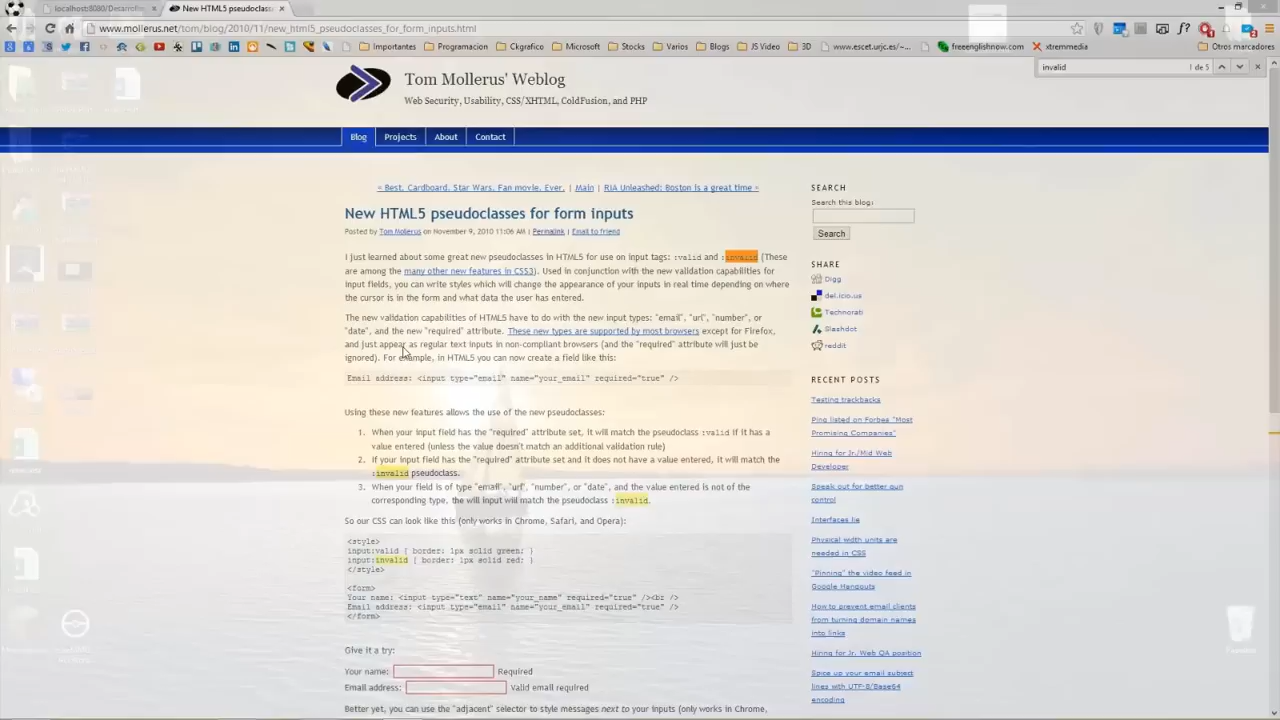 localhost:8080/Desarroll
New HTML5 pseudoclasses
www.mollerus.net/tom/blog/2010/11/new_html5_pseudoclasses_for_form_inputs.html
Importantes Programacion Ckgrafico Microsoft Stocks Varios Blogs JS Video 3D www.escet.urjc.es/~... freeenglishnow.com xtremmedia Otros marcadores
invalid 1 de 5
Tom Mollerus' Weblog
Web Security, Usability, CSS/XHTML, ColdFusion, and PHP
Blog Projects About Contact
« Best. Cardboard. Star Wars. Fan movie. Ever. | Main | RIA Unleashed: Boston is a great time »
New HTML5 pseudoclasses for form inputs
Posted by Tom Mollerus on November 9, 2010 11:06 AM | Permalink | Email to friend
I just learned about some great new pseudoclasses in HTML5 for use on input tags: :valid and :invalid (These
are among the many other new features in CSS3). Used in conjunction with the new validation capabilities for
input fields, you can write styles which will change the appearance of your inputs in real time depending on where
the cursor is in the form and what data the user has entered.
The new validation capabilities of HTML5 have to do with the new input types: "email", "url", "number", or
"date", and the new "required" attribute. These new types are supported by most browsers except for Firefox,
and just appear as regular text inputs in non-compliant browsers (and the "required" attribute will just be
ignored). For example, in HTML5 you can now create a field like this:
Email address: <input type="email" name="your_email" required="true" />
Using these new features allows the use of the new pseudoclasses:
1. When your input field has the "required" attribute set, it will match the pseudoclass :valid if it has a
value entered (unless the value doesn't match an additional validation rule)
2. If your input field has the "required" attribute set and it does not have a value entered, it will match the
:invalid pseudoclass.
3. When your field is of type "email", "url", "number", or "date", and the value entered is not of the
corresponding type, the will input will match the pseudoclass :invalid.
So our CSS can look like this (only works in Chrome, Safari, and Opera):
<style>
input:valid { border: 1px solid green; }
input:invalid { border: 1px solid red; }
</style>
<form>
Your name: <input type="text" name="your_name" required="true" /><br />
Email address: <input type="email" name="your_email" required="true" />
</form>
Give it a try:
Your name: Required
Email address: Valid email required
Better yet, you can use the "adjacent" selector to style messages next to your inputs (only works in Chrome,
SEARCH
Search this blog:
Search
SHARE
Digg
del.icio.us
Technorati
Slashdot
reddit
RECENT POSTS
Testing trackbacks
Ping listed on Forbes "Most
Promising Companies"
Hiring for Jr./Mid Web
Developer
Speak out for better gun
control
Interfaces lie
Physical width units are
needed in CSS
"Pinning" the video feed in
Google Hangouts
How to prevent email clients
from turning domain names
into links
Hiring for Jr. Web QA position
Spice up your email subject
lines with UTF-8/Base64
encoding